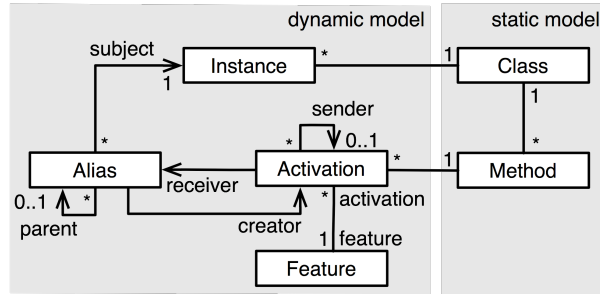 dynamic model
static model
subject
1
*
Instance
*
1
Class
1
sender
*
0..1
*
*
Alias
receiver
Activation
*
1
Method
0..1
*
parent
creator
*
activation
1
feature
Feature